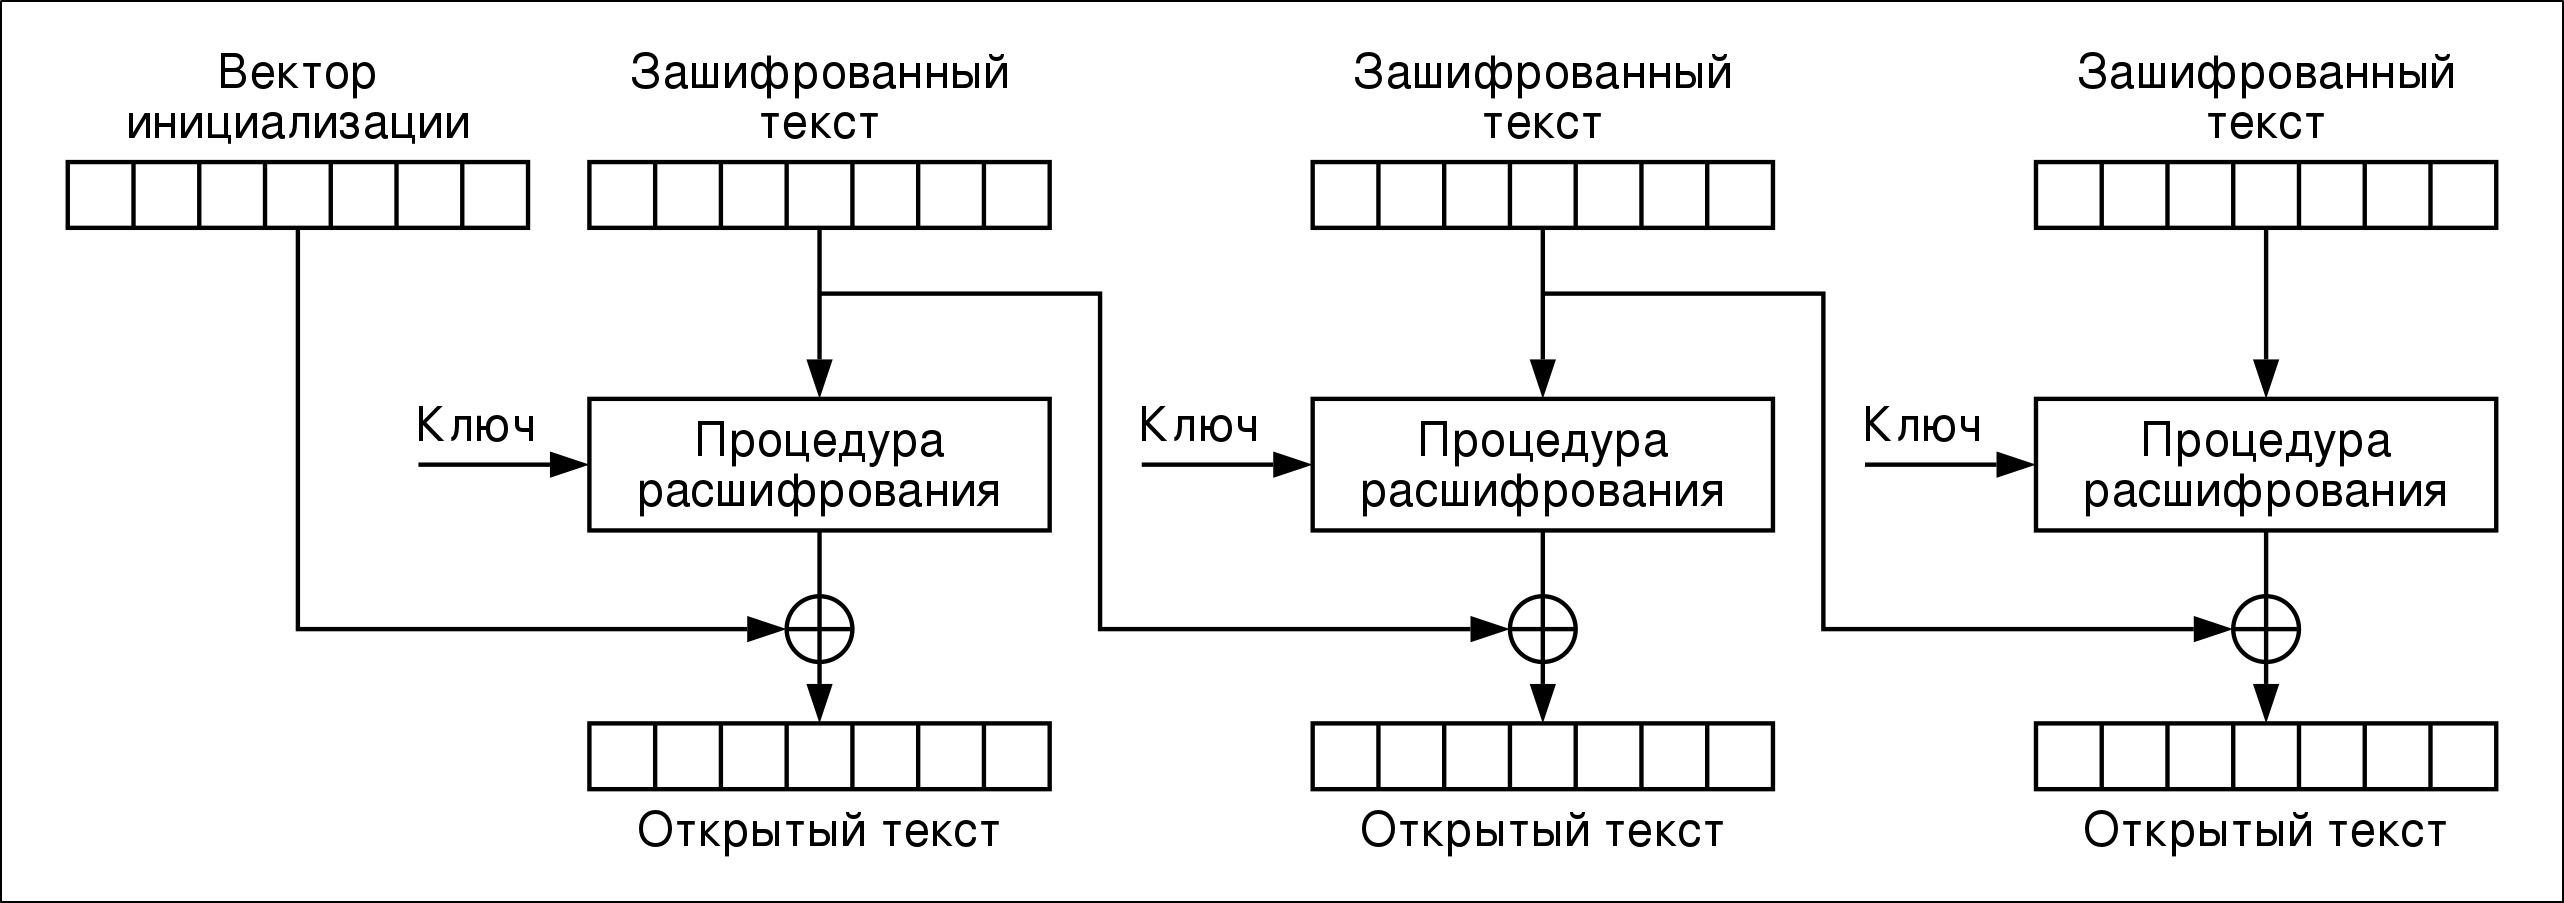 Вектор
инициализации
Зашифрованный
текст
Зашифрованный
текст
Зашифрованный
текст
Ключ
Процедура
расшифрования
Ключ
Процедура
расшифрования
Ключ
Процедура
расшифрования
Открытый текст
Открытый текст
Открытый текст